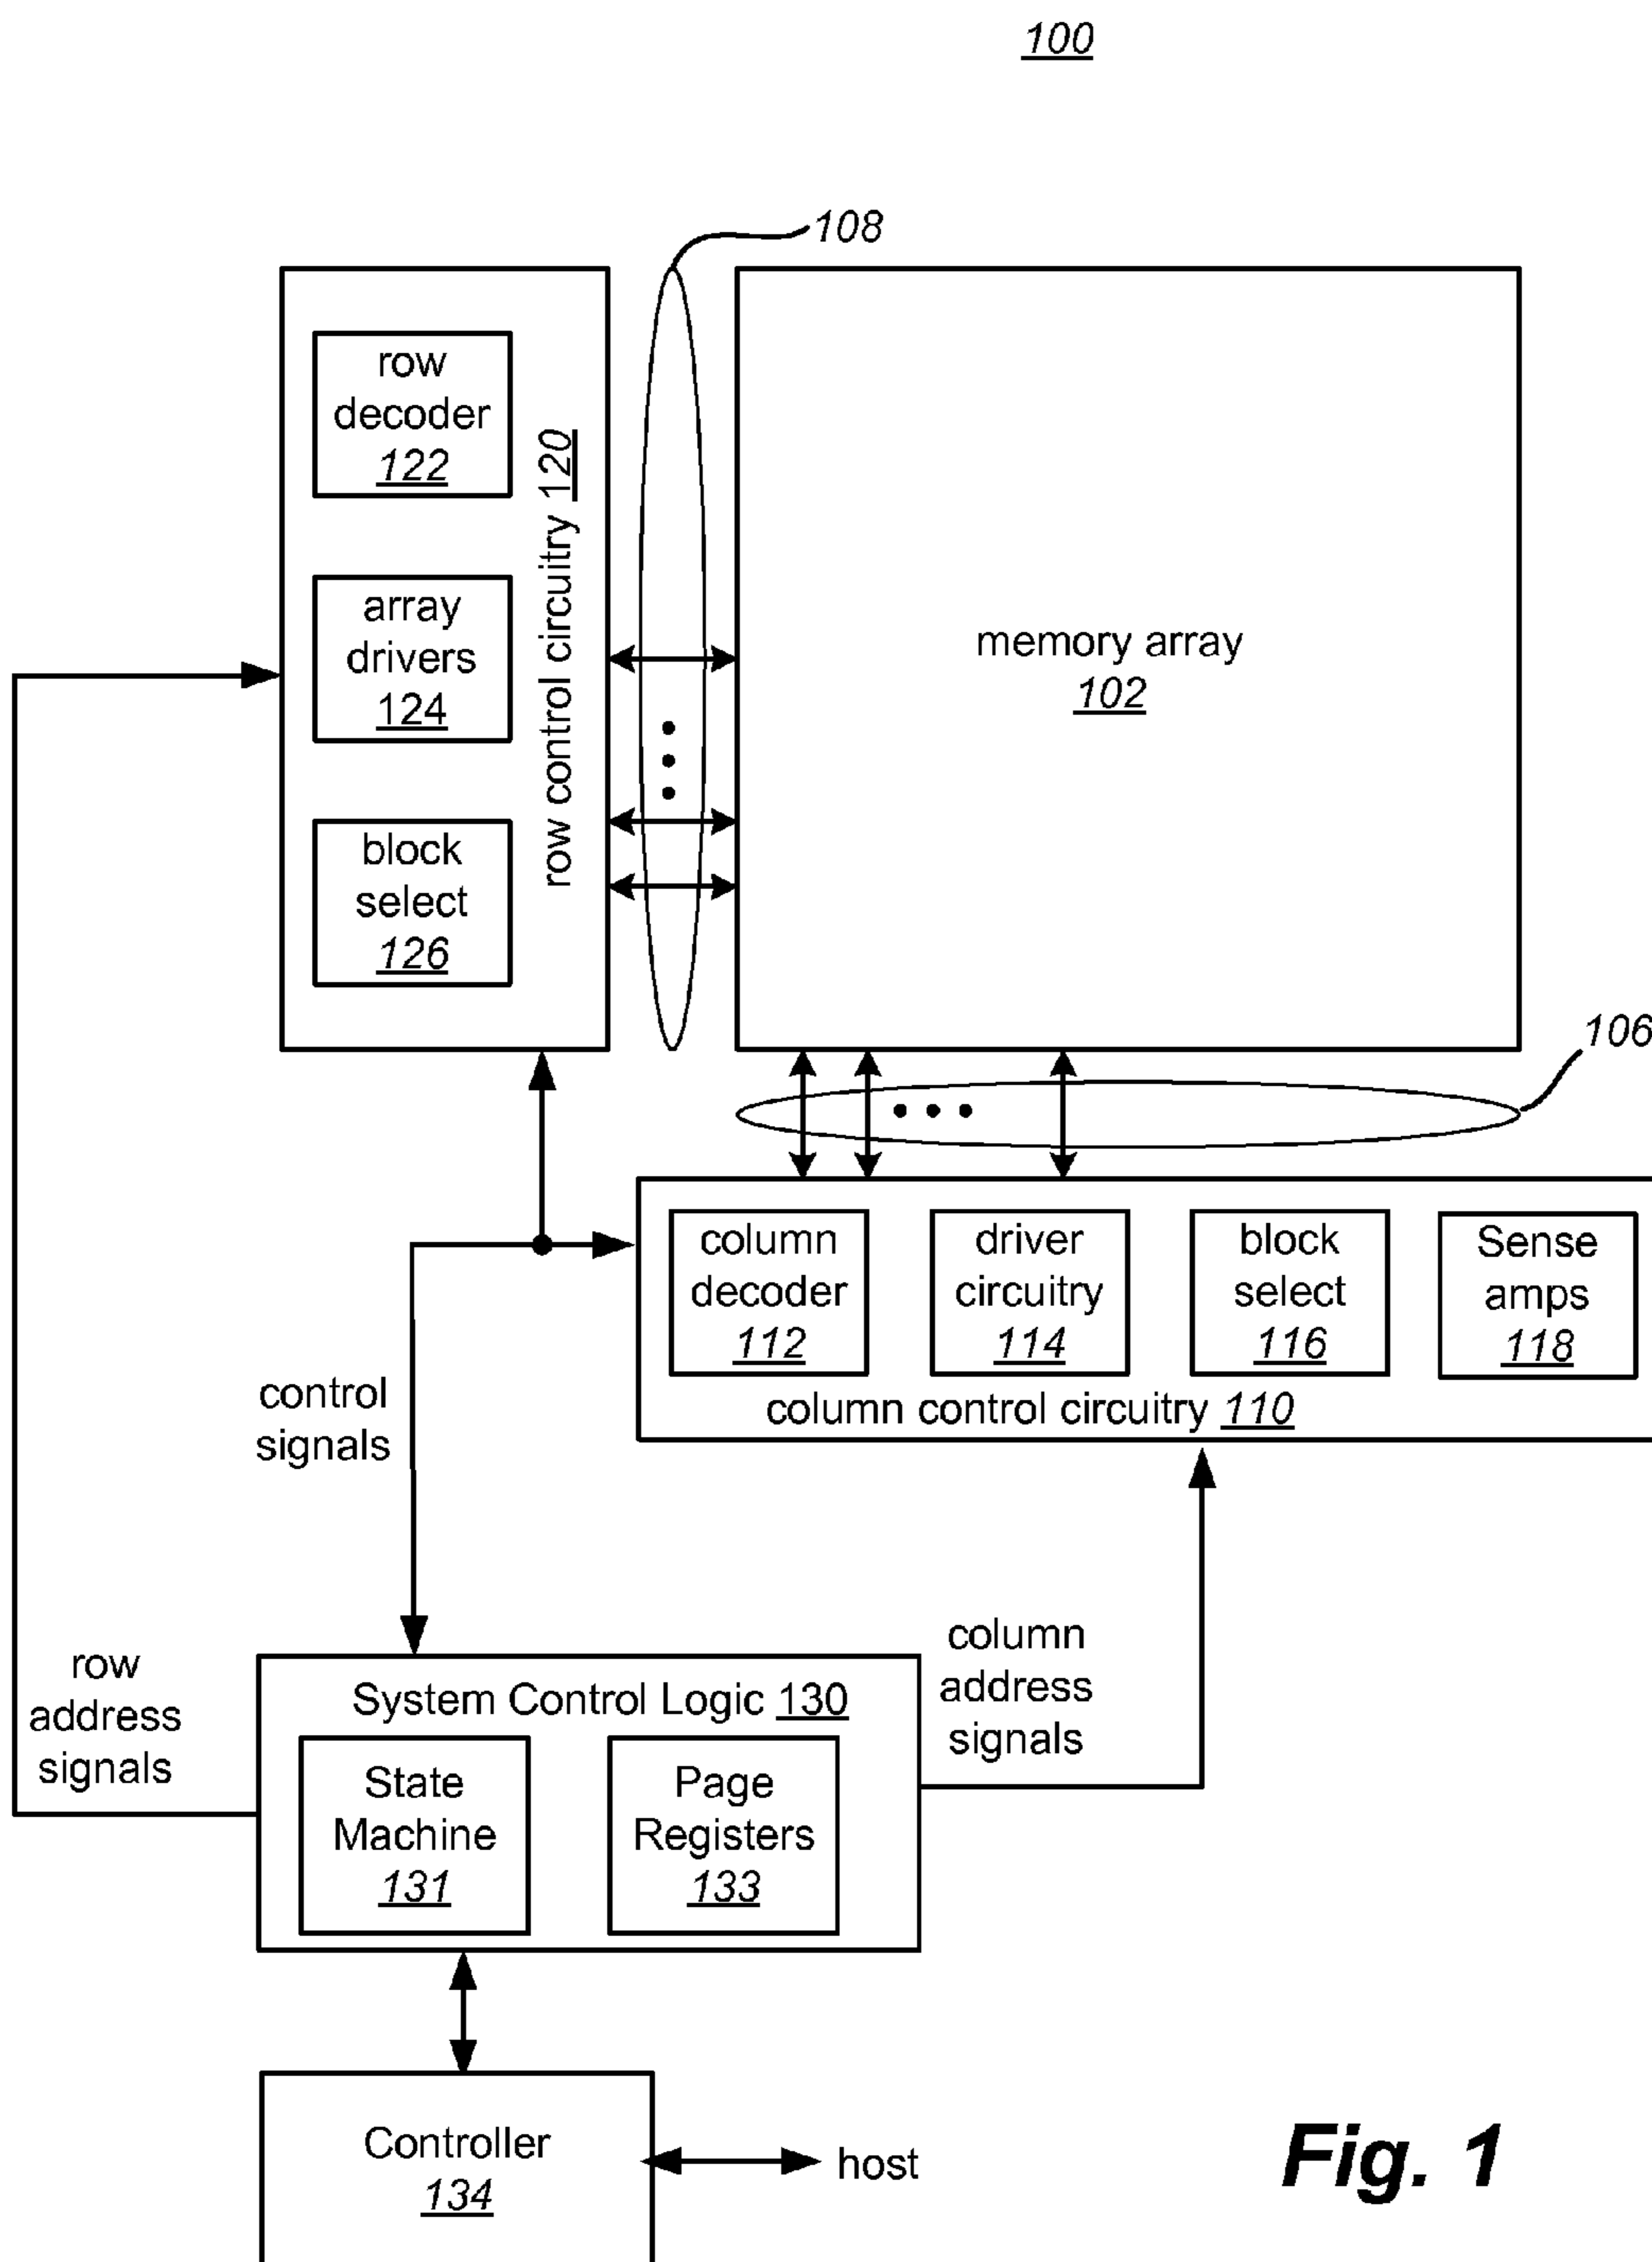 100
108
row
decoder
122
array
drivers
124
block
select
126
row control circuitry 120
memory array
102
106
column
decoder
112
driver
circuitry
114
block
select
116
Sense
amps
118
column control circuitry 110
control
signals
row
address
signals
column
address
signals
System Control Logic 130
State
Machine
131
Page
Registers
133
Controller
134
host
Fig. 1